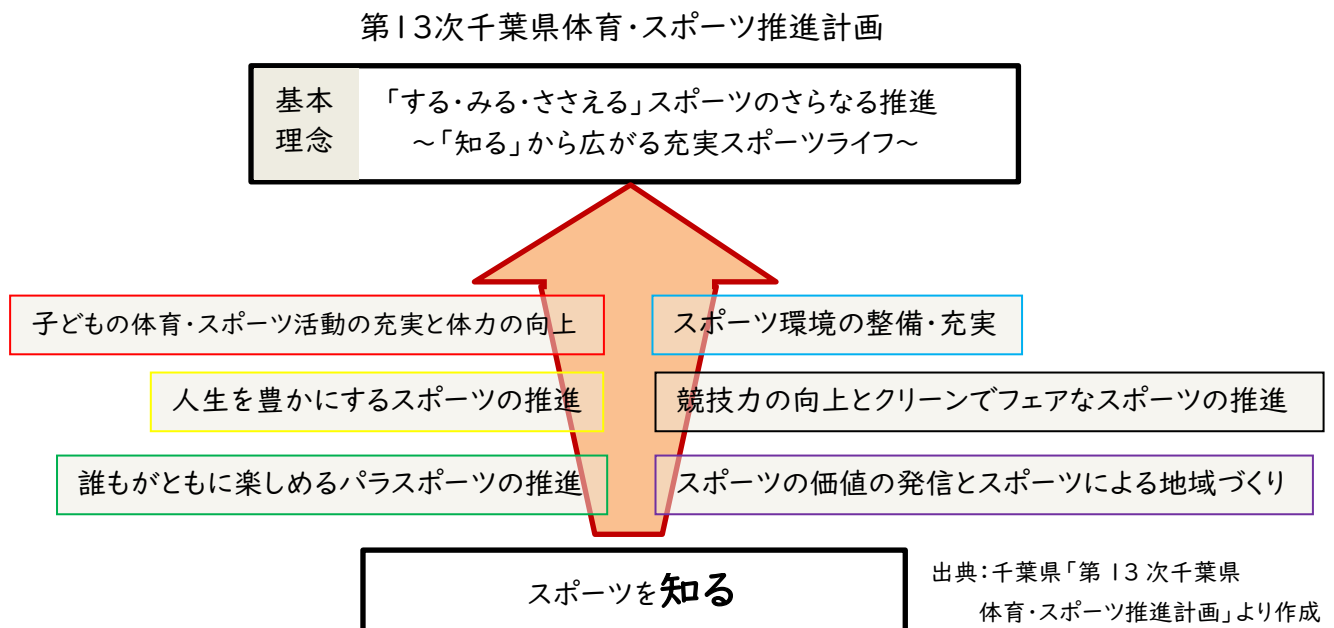 第13次千葉県体育・スポーツ推進計画
基本
理念
「する・みる・ささえる」スポーツのさらなる推進
～「知る」から広がる充実スポーツライフ～
子どもの体育・スポーツ活動の充実と体力の向上
スポーツ環境の整備・充実
人生を豊かにするスポーツの推進
競技力の向上とクリーンでフェアなスポーツの推進
誰もがともに楽しめるパラスポーツの推進
スポーツの価値の発信とスポーツによる地域づくり
スポーツを知る
出典：千葉県「第13次千葉県
体育・スポーツ推進計画」より作成